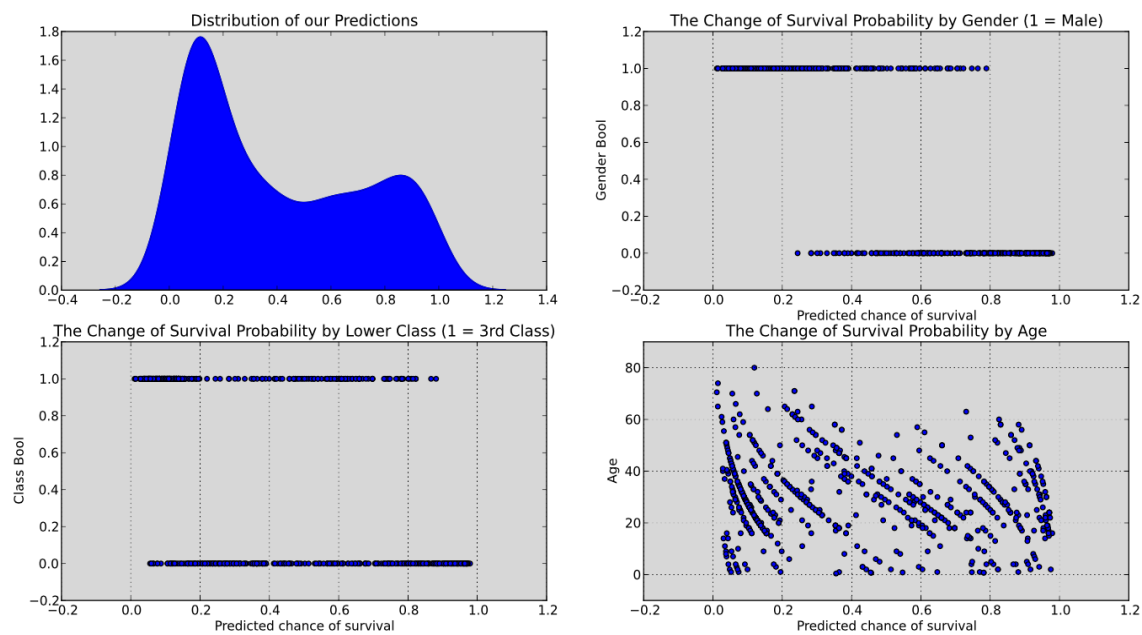 Distribution of our Predictions
1.8
1.6
1.4
1.2
1.0
0.8
0.6
0.4
0.2
0.0
−0.4 −0.2 0.0 0.2 0.4 0.6 0.8 1.0 1.2 1.4
The Change of Survival Probability by Gender (1 = Male)
Gender Bool
1.2
1.0
0.8
0.6
0.4
0.2
0.0
−0.2
−0.2 0.0 0.2 0.4 0.6 0.8 1.0 1.2
Predicted chance of survival
The Change of Survival Probability by Lower Class (1 = 3rd Class)
Class Bool
1.2
1.0
0.8
0.6
0.4
0.2
0.0
−0.2
−0.2 0.0 0.2 0.4 0.6 0.8 1.0 1.2
Predicted chance of survival
The Change of Survival Probability by Age
Age
80
60
40
20
0
−0.2 0.0 0.2 0.4 0.6 0.8 1.0 1.2
Predicted chance of survival